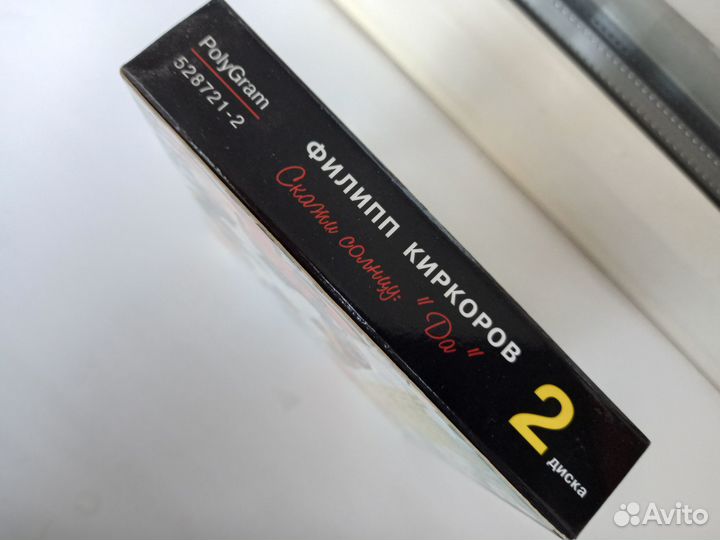 PolyGram
528721-2
ФИЛИПП КИРКОРОВ
Скажи солнцу: "Да"
2
диска
Avito